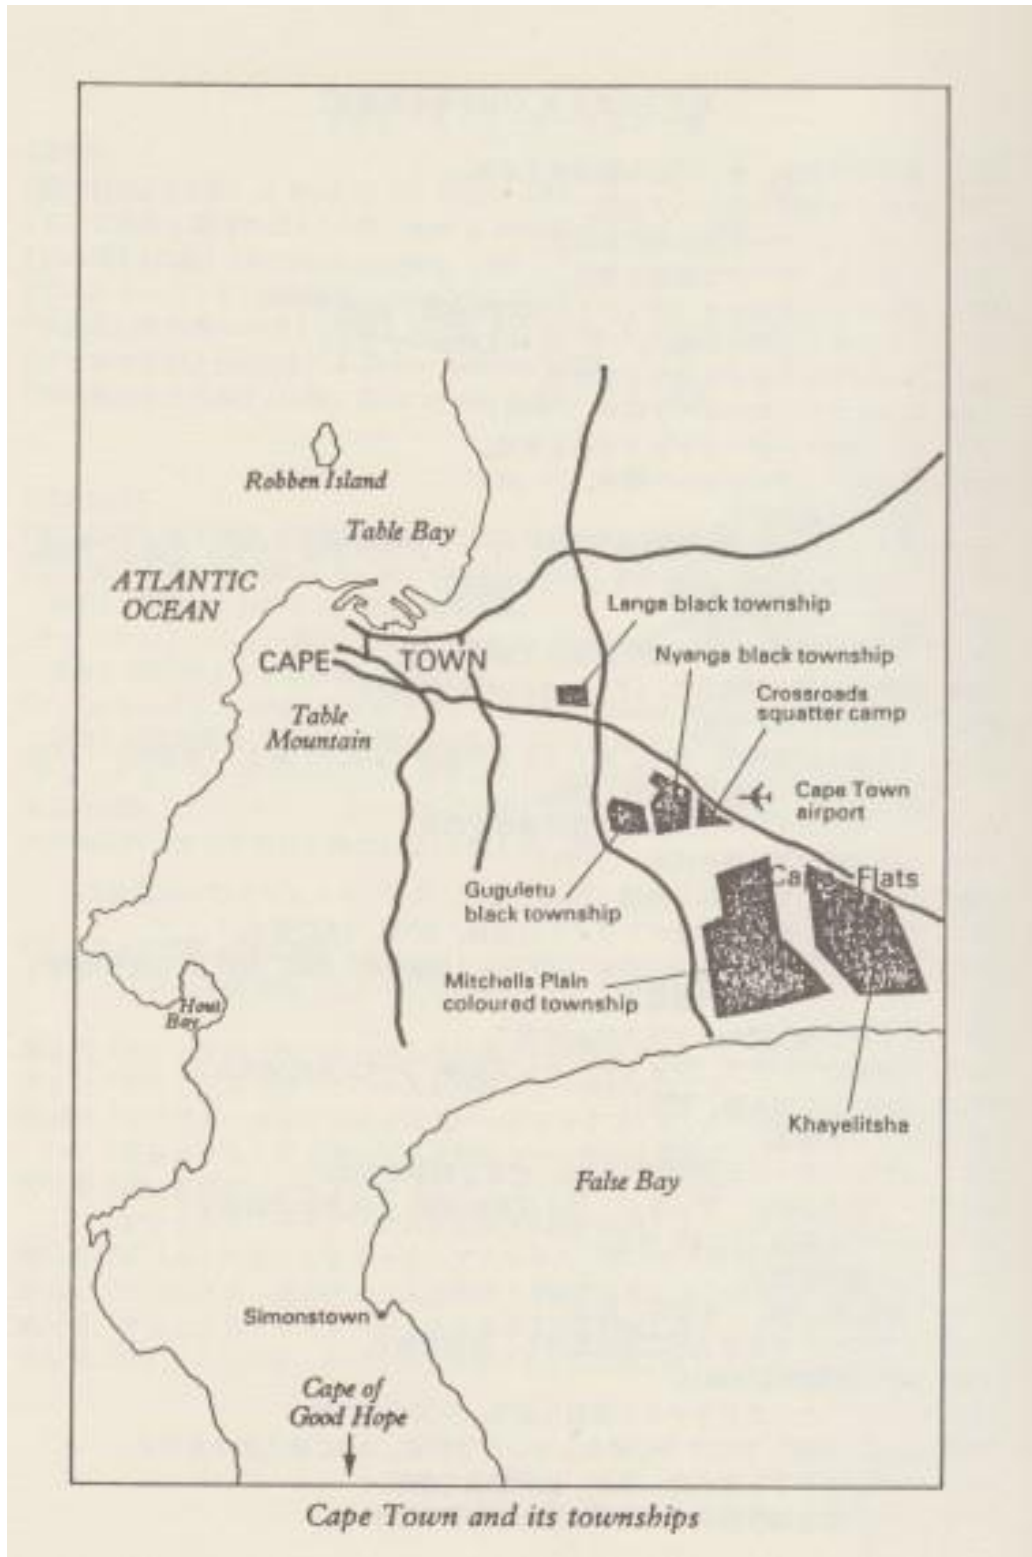 Robben Island
Table Bay
ATLANTIC
OCEAN
Langa black township
CAPE TOWN
Nyanga black township
Crossroads
squatter camp
Table
Mountain
Cape Town
airport
Cape Flats
Guguletu
black township
Mitchells Plain
coloured township
Hout
Bay
Khayelitsha
False Bay
Simonstown
Cape of
Good Hope
Cape Town and its townships